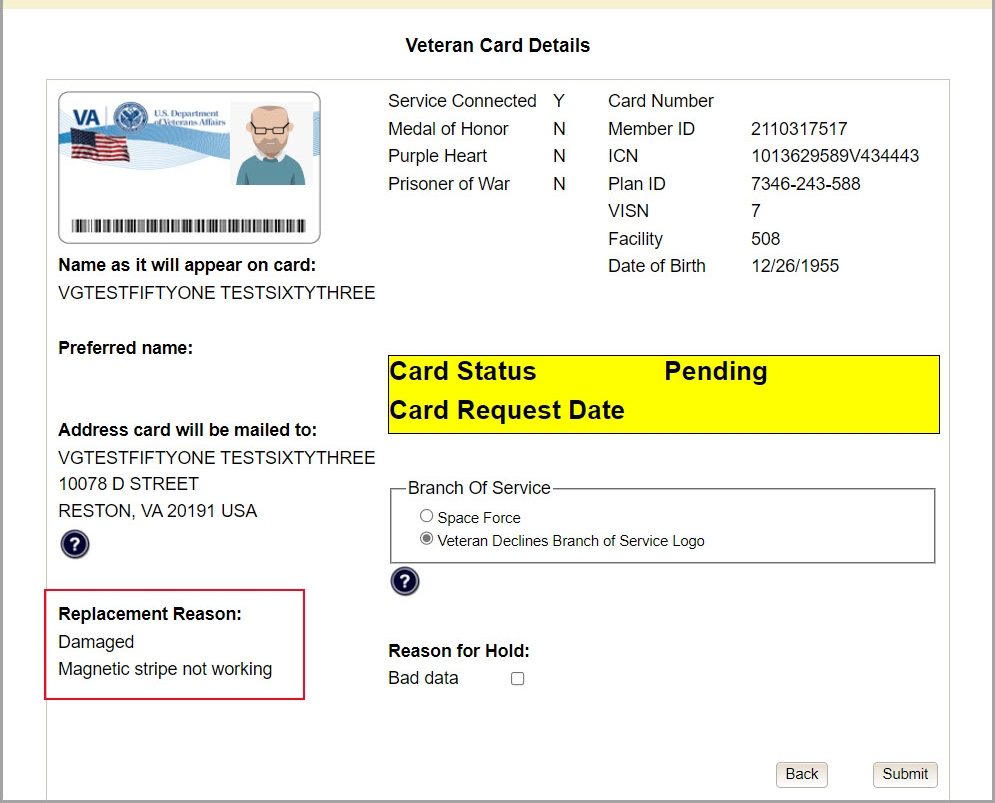 Veteran Card Details
VA
U.S. Department
of Veterans Affairs
Name as it will appear on card:
VGTESTFIFTYONE TESTSIXTYTHREE
Preferred name:
Address card will be mailed to:
VGTESTFIFTYONE TESTSIXTYTHREE
10078 D STREET
RESTON, VA 20191 USA
?
Replacement Reason:
Damaged
Magnetic stripe not working
Service Connected Y
Medal of Honor N
Purple Heart N
Prisoner of War N
Card Number
Member ID 2110317517
ICN 1013629589V434443
Plan ID 7346-243-588
VISN 7
Facility 508
Date of Birth 12/26/1955
Card Status Pending
Card Request Date
Branch Of Service
Space Force
Veteran Declines Branch of Service Logo
?
Reason for Hold:
Bad data
Back Submit